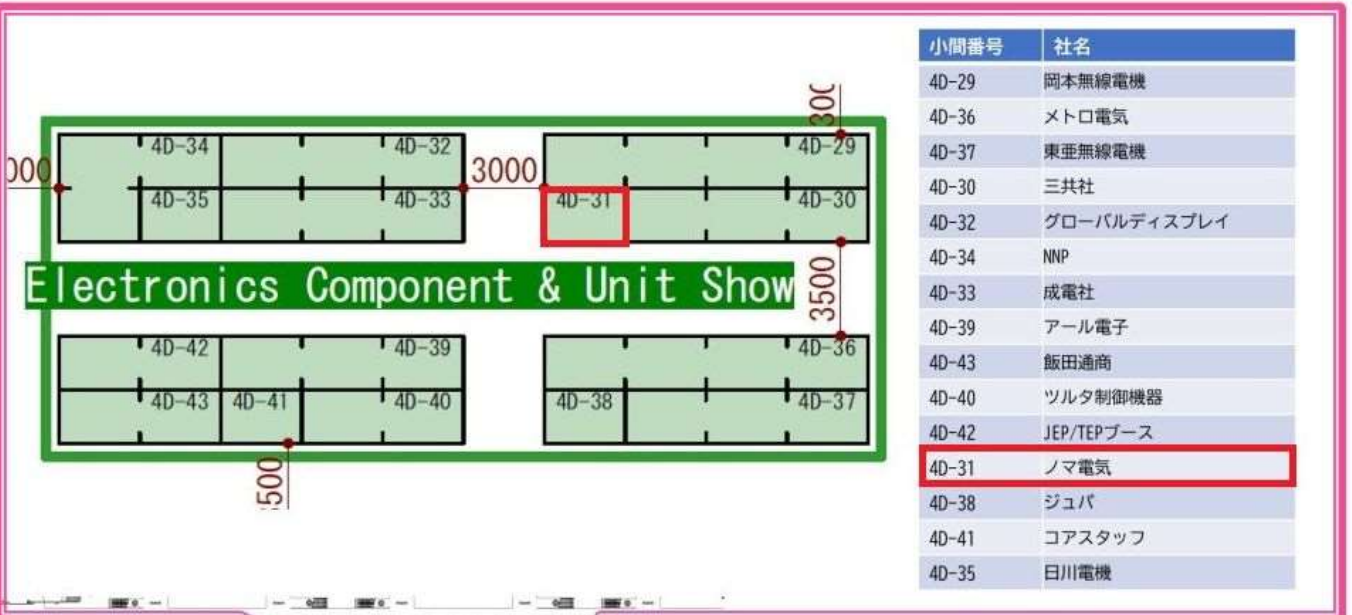 300
4D-34
4D-32
4D-29
000
3000
4D-35
4D-33
4D-31
4D-30
Electronics Component & Unit Show
3500
4D-42
4D-39
4D-36
4D-43
4D-41
4D-40
4D-38
4D-37
500
小間番号 社名
4D-29 岡本無線電機
4D-36 メトロ電気
4D-37 東亜無線電機
4D-30 三共社
4D-32 グローバルディスプレイ
4D-34 NNP
4D-33 成電社
4D-39 アール電子
4D-43 飯田通商
4D-40 ツルタ制御機器
4D-42 JEP/TEPブース
4D-31 ノマ電気
4D-38 ジュパ
4D-41 コアスタッフ
4D-35 日川電機